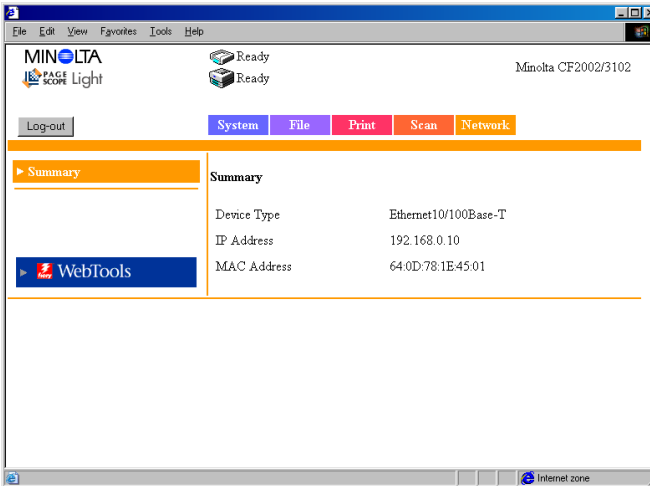 File Edit View Favorites Tools Help
MINOLTA
PAGE SCOPE Light
Ready
Ready
Minolta CF2002/3102
Log-out
System File Print Scan Network
Summary
Summary
Device Type Ethernet10/100Base-T
IP Address 192.168.0.10
MAC Address 64:0D:78:1E:45:01
fiery WebTools
Internet zone